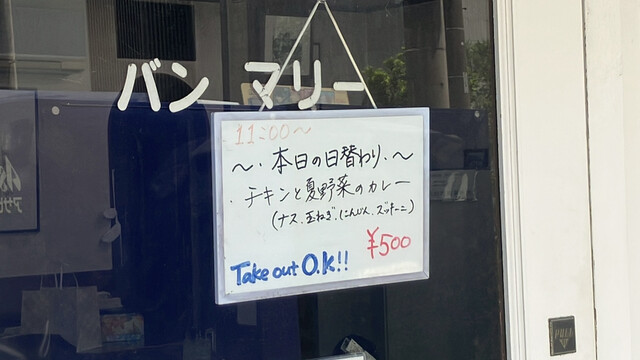 バン マリー
11:00~
~・本日の日替わり・~
・チキンと夏野菜のカレー
(ナス、玉ねぎ、にんじん、ズッキーニ)
¥500
Take out O.K!!
PULL